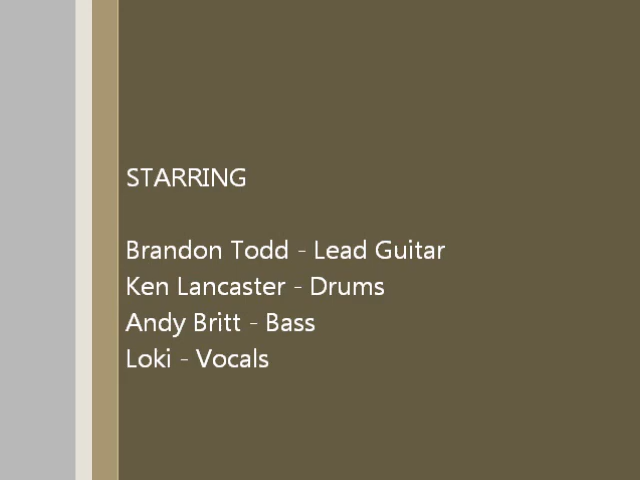 STARRING
Brandon Todd - Lead Guitar
Ken Lancaster - Drums
Andy Britt - Bass
Loki - Vocals